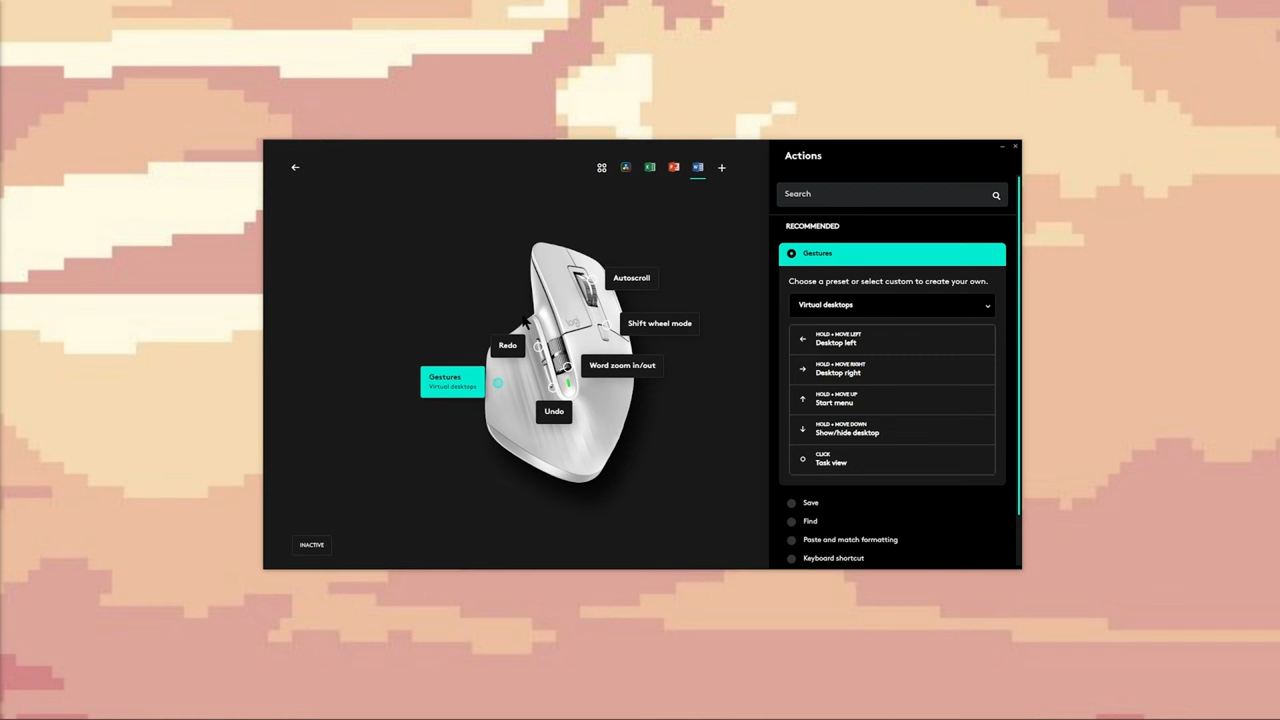 Actions
Search
RECOMMENDED
Gestures
Choose a preset or select custom to create your own.
Virtual desktops
HOLD + MOVE LEFT
Desktop left
HOLD + MOVE RIGHT
Desktop right
HOLD + MOVE UP
Start menu
HOLD + MOVE DOWN
Show/hide desktop
CLICK
Task view
Save
Find
Paste and match formatting
Keyboard shortcut
Autoscroll
Shift wheel mode
Redo
Word zoom in/out
Gestures
Virtual desktops
Undo
logi
INACTIVE